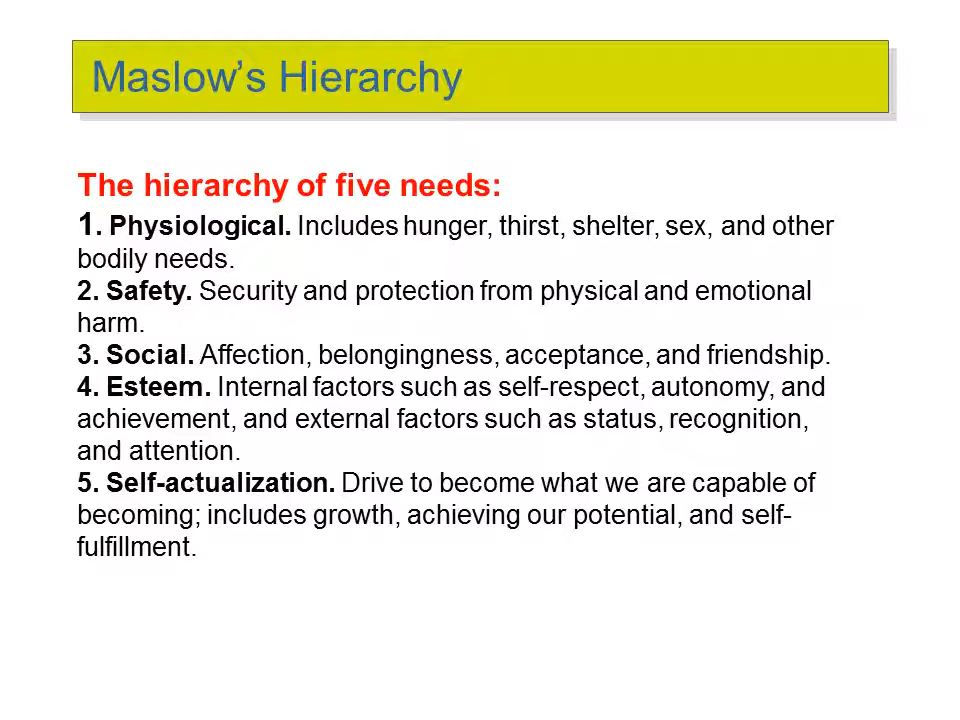 Maslow’s Hierarchy
The hierarchy of five needs:
1. Physiological. Includes hunger, thirst, shelter, sex, and other
bodily needs.
2. Safety. Security and protection from physical and emotional
harm.
3. Social. Affection, belongingness, acceptance, and friendship.
4. Esteem. Internal factors such as self-respect, autonomy, and
achievement, and external factors such as status, recognition,
and attention.
5. Self-actualization. Drive to become what we are capable of
becoming; includes growth, achieving our potential, and self-
fulfillment.